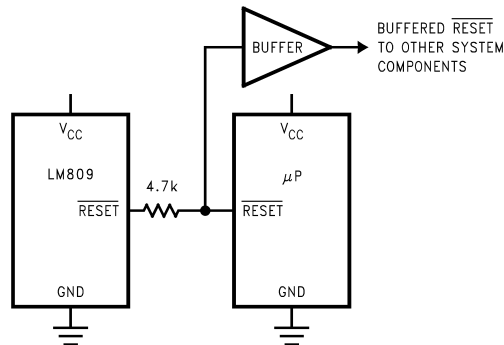 BUFFERED RESET
BUFFER
TO OTHER SYSTEM
COMPONENTS
VCC
VCC
LM809
4.7k
μP
RESET
RESET
GND
GND